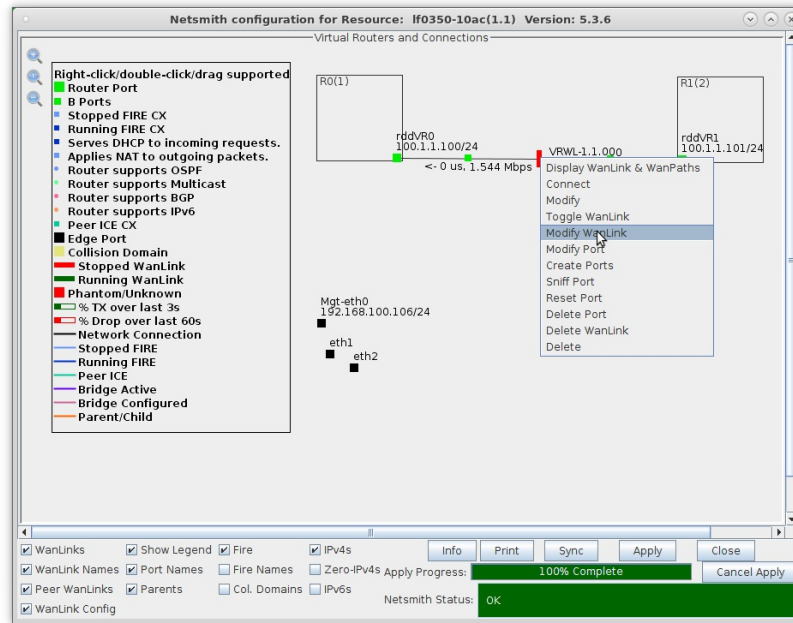 Netsmith configuration for Resource: lf0350-10ac(1.1) Version: 5.3.6
Virtual Routers and Connections
Right-click/double-click/drag supported
Router Port
B Ports
Stopped FIRE CX
Running FIRE CX
Serves DHCP to incoming requests.
Applies NAT to outgoing packets.
Router supports OSPF
Router supports Multicast
Router supports BGP
Router supports IPv6
Peer ICE CX
Edge Port
Collision Domain
Stopped WanLink
Running WanLink
Phantom/Unknown
% TX over last 3s
% Drop over last 60s
Network Connection
Stopped FIRE
Running FIRE
Peer ICE
Bridge Active
Bridge Configured
Parent/Child
R0(1)
rddVR0
100.1.1.100/24
<- 0 us, 1.544 Mbps
VRWL-1.1.000
R1(2)
rddVR1
100.1.1.101/24
Display WanLink & WanPaths
Connect
Modify
Toggle WanLink
Modify WanLink
Modify Port
Create Ports
Sniff Port
Reset Port
Delete Port
Delete WanLink
Delete
Mgt-eth0
192.168.100.106/24
eth1
eth2
WanLinks Show Legend Fire IPv4s Info Print Sync Apply Close
WanLink Names Port Names Fire Names Zero-IPv4s Apply Progress: 100% Complete Cancel Apply
Peer WanLinks Parents Col. Domains IPv6s Netsmith Status: OK
WanLink Config